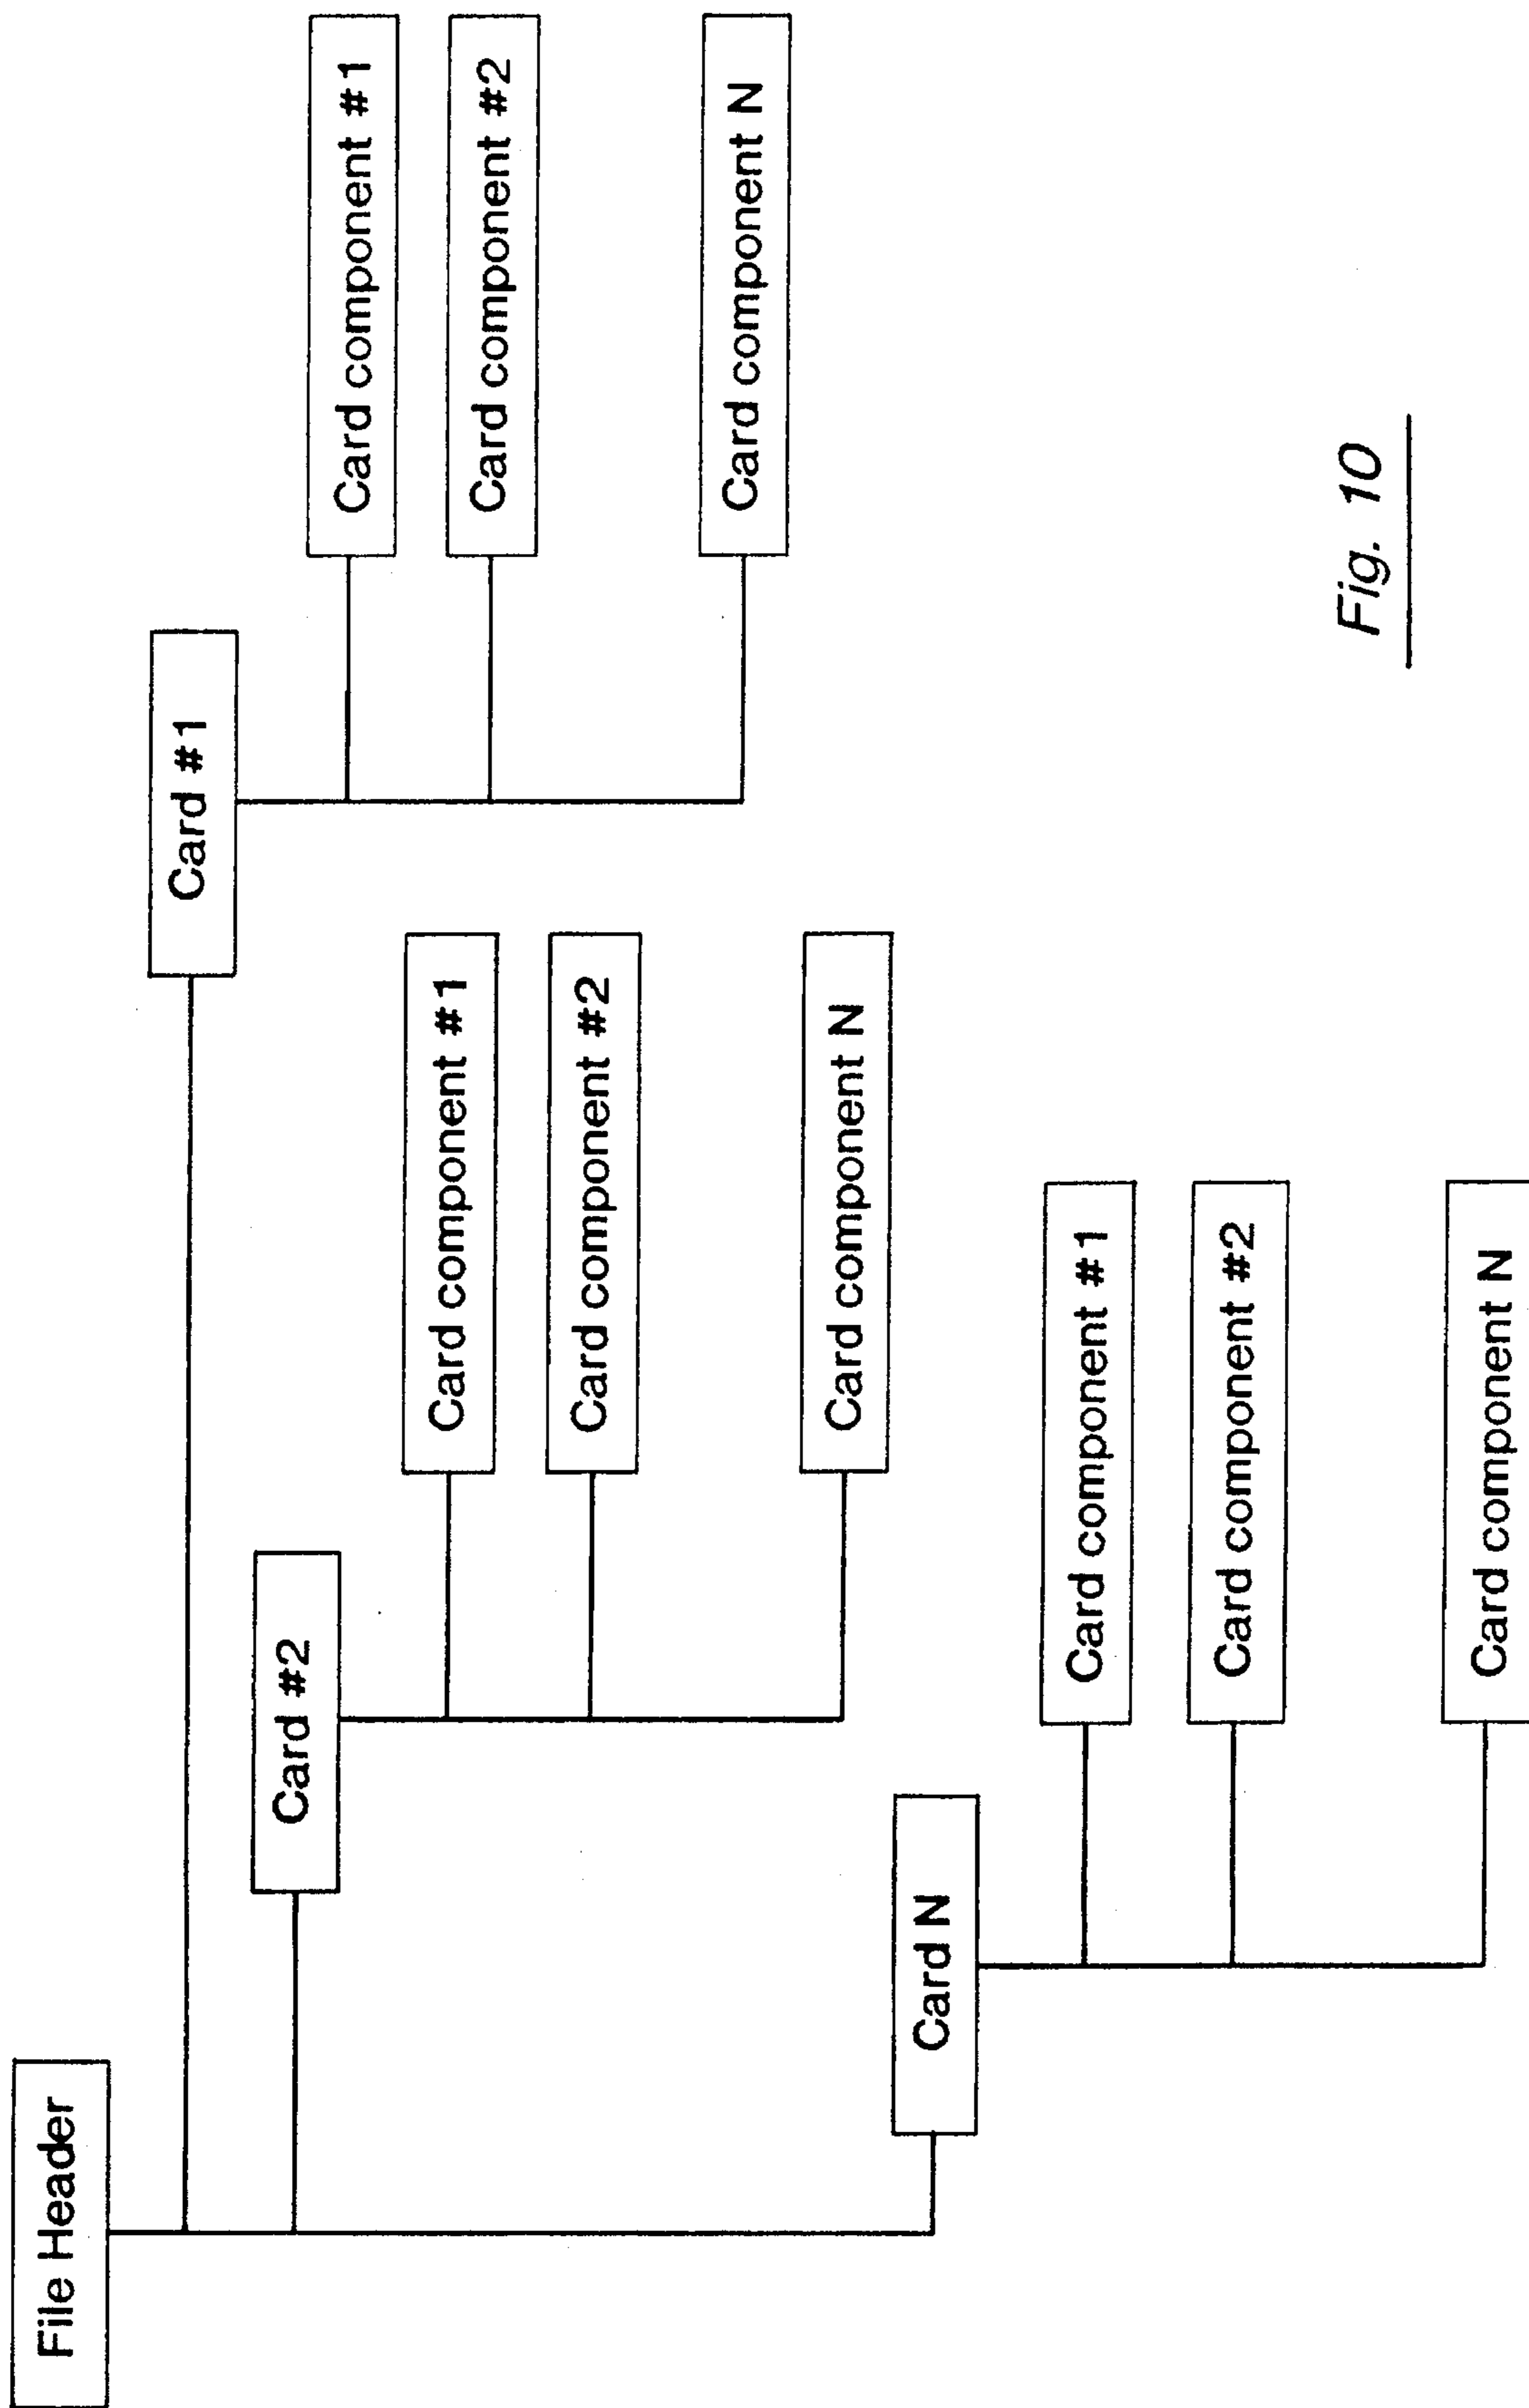 File Header
Card #1
Card component #1
Card component #2
Card component N
Card #2
Card component #1
Card component #2
Card component N
Card N
Card component #1
Card component #2
Card component N
Fig. 10